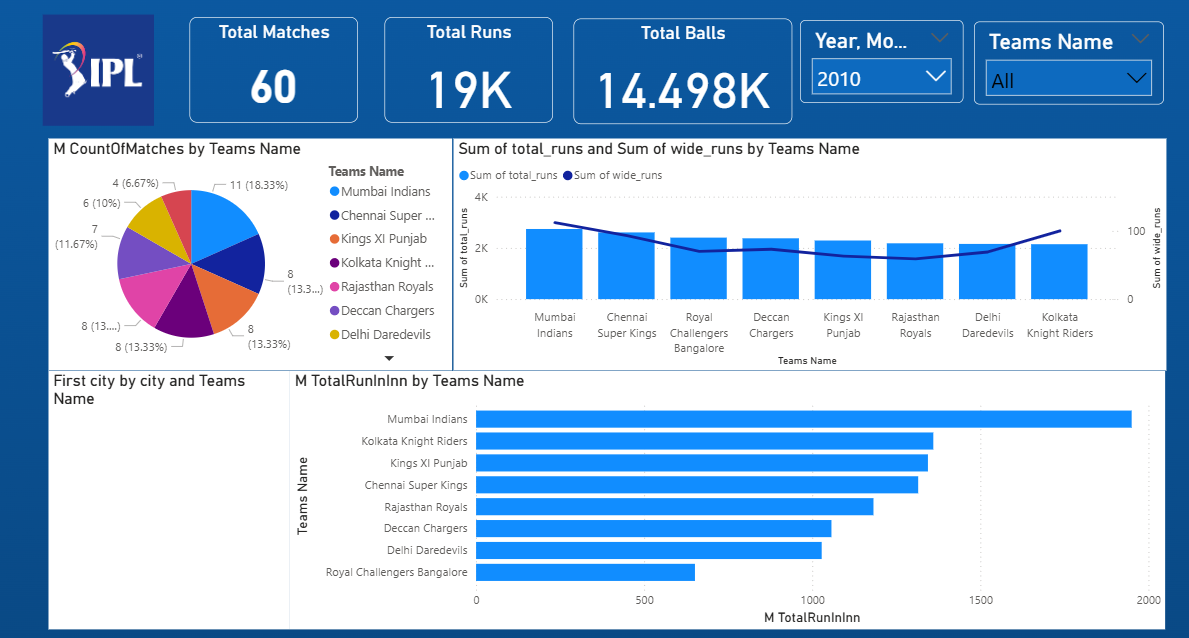 IPL
Total Matches
60
Total Runs
19K
Total Balls
14.498K
Year, Mo...
2010
Teams Name
All
M CountOfMatches by Teams Name
4 (6.67%)
11 (18.33%)
6 (10%)
7
(11.67%)
8
(13.3...)
8 (13....)
8
(13.33%)
8 (13.33%)
Teams Name
Mumbai Indians
Chennai Super ...
Kings XI Punjab
Kolkata Knight ...
Rajasthan Royals
Deccan Chargers
Delhi Daredevils
Sum of total_runs and Sum of wide_runs by Teams Name
Sum of total_runs Sum of wide_runs
Sum of total_runs
4K
2K
0K
100
0
Sum of wide_runs
Mumbai
Indians
Chennai
Super Kings
Royal
Challengers
Bangalore
Deccan
Chargers
Kings XI
Punjab
Rajasthan
Royals
Delhi
Daredevils
Kolkata
Knight Riders
Teams Name
First city by city and Teams
Name
M TotalRunInInn by Teams Name
Teams Name
Mumbai Indians
Kolkata Knight Riders
Kings XI Punjab
Chennai Super Kings
Rajasthan Royals
Deccan Chargers
Delhi Daredevils
Royal Challengers Bangalore
0 500 1000 1500 2000
M TotalRunInInn